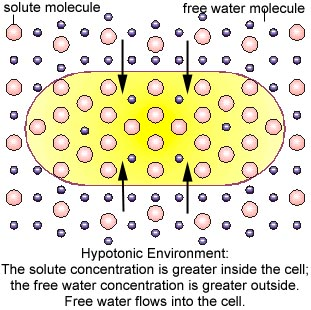 solute molecule free water molecule
Hypotonic Environment:
The solute concentration is greater inside the cell;
the free water concentration is greater outside.
Free water flows into the cell.